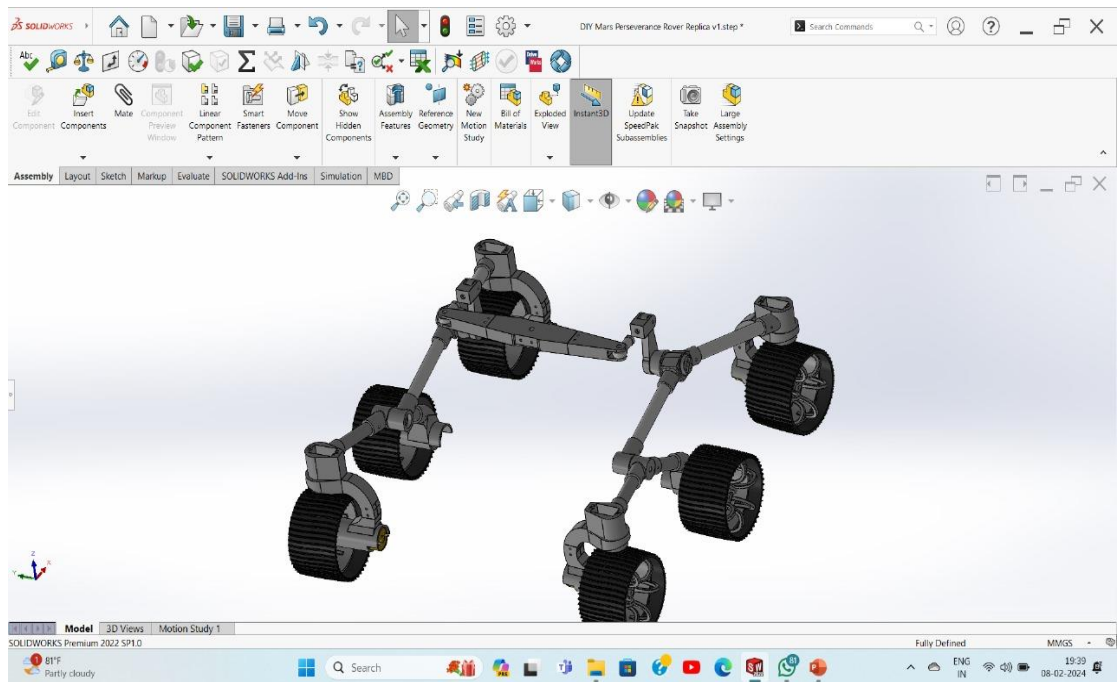 SOLIDWORKS
DIY Mars Perseverance Rover Replica v1.step *
Search Commands
Edit Component
Insert Components
Mate
Component Preview Window
Linear Component Pattern
Smart Fasteners
Move Component
Show Hidden Components
Assembly Features
Reference Geometry
New Motion Study
Bill of Materials
Exploded View
Instant3D
Update SpeedPak Subassemblies
Take Snapshot
Large Assembly Settings
Assembly Layout Sketch Markup Evaluate SOLIDWORKS Add-Ins Simulation MBD
Z
Y
X
Model 3D Views Motion Study 1
SOLIDWORKS Premium 2022 SP1.0
Fully Defined MMGS -
81°F
Partly cloudy
Search
ENG
IN
19:39
08-02-2024